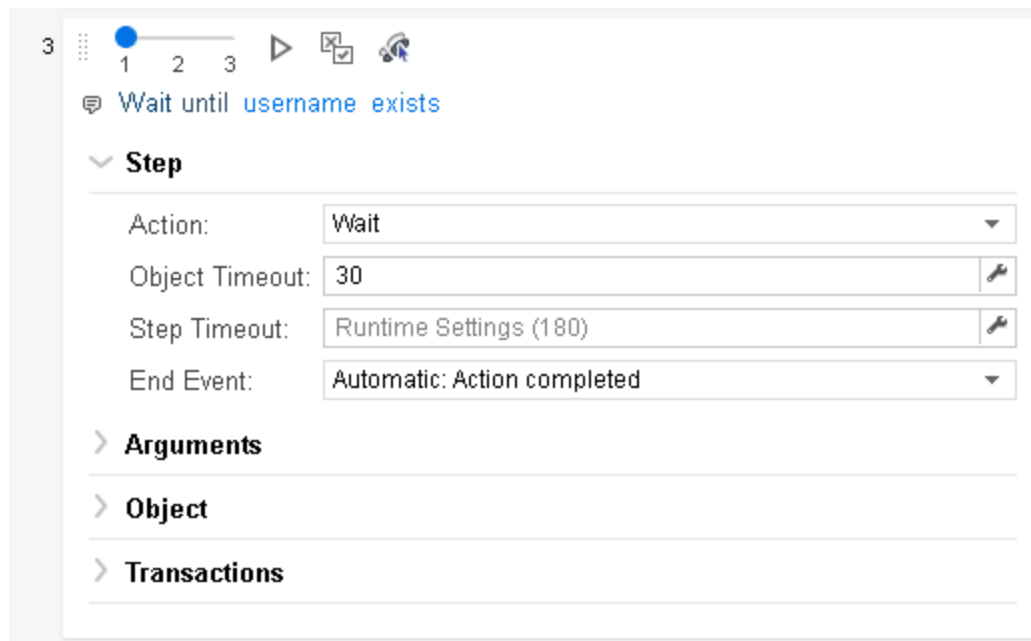 3
1 2 3
Wait until username exists
Step
Action: Wait
Object Timeout: 30
Step Timeout: Runtime Settings (180)
End Event: Automatic: Action completed
Arguments
Object
Transactions